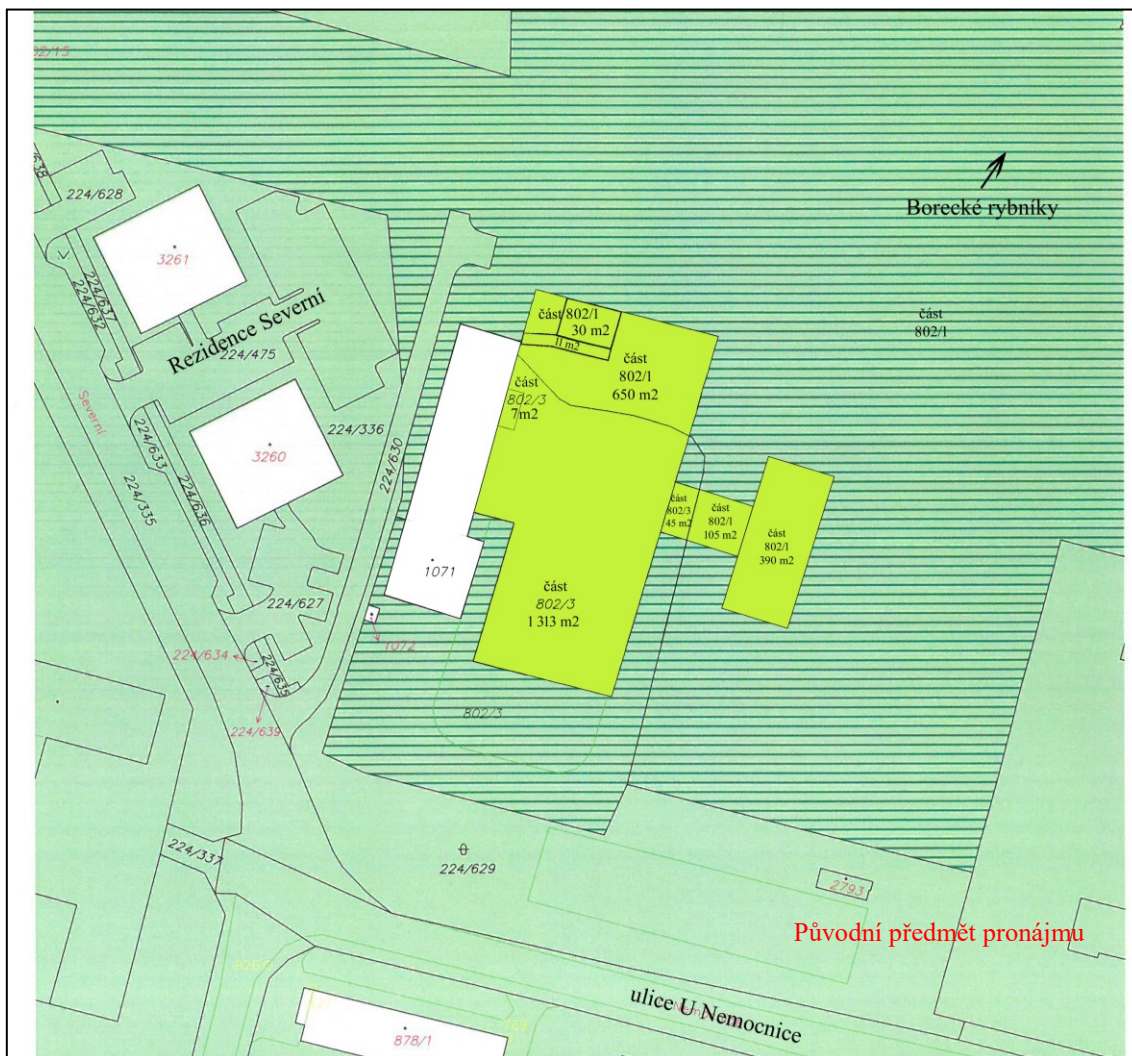 224/628
3261
224/637
224/632
Rezidence Severní
224/475
Borecké rybníky
část
802/1
část 802/1
30 m2
11 m2
část
802/1
650 m2
část
802/3
7m2
224/336
224/630
3260
Severní
224/633
224/636
224/335
část
802/3
45 m2
část
802/1
105 m2
část
802/1
390 m2
1071
část
802/3
1 313 m2
224/627
1072
224/634
224/635
224/639
802/3
224/337
224/629
2793
Původní předmět pronájmu
ulice U Nemocnice
878/1